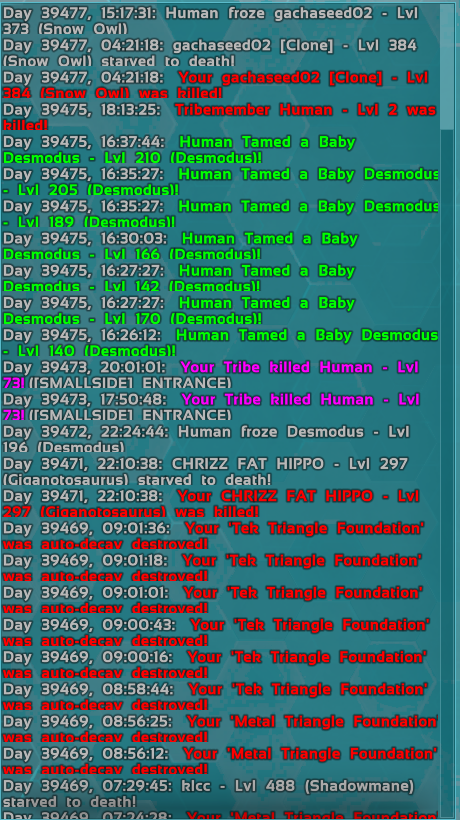 Day 39477, 15:17:31: Human froze gachaseed02 - Lvl
373 (Snow Owl)
Day 39477, 04:21:18: gachaseed02 [Clone] - Lvl 384
(Snow Owl) starved to death!
Day 39477, 04:21:18: Your gachaseed02 [Clone] - Lvl
384 (Snow Owl) was killed!
Day 39475, 18:13:25: Tribemember Human - Lvl 2 was
killed!
Day 39475, 16:37:44: Human Tamed a Baby
Desmodus - Lvl 210 (Desmodus)!
Day 39475, 16:35:27: Human Tamed a Baby Desmodus
- Lvl 205 (Desmodus)!
Day 39475, 16:35:27: Human Tamed a Baby Desmodus
- Lvl 189 (Desmodus)!
Day 39475, 16:30:03: Human Tamed a Baby
Desmodus - Lvl 166 (Desmodus)!
Day 39475, 16:27:27: Human Tamed a Baby
Desmodus - Lvl 142 (Desmodus)!
Day 39475, 16:27:27: Human Tamed a Baby
Desmodus - Lvl 170 (Desmodus)!
Day 39475, 16:26:12: Human Tamed a Baby Desmodus
- Lvl 140 (Desmodus)!
Day 39473, 20:01:01: Your Tribe killed Human - Lvl
73! ([SMALLSIDE] ENTRANCE)
Day 39473, 17:50:48: Your Tribe killed Human - Lvl
73! ([SMALLSIDE] ENTRANCE)
Day 39472, 22:24:44: Human froze Desmodus - Lvl
196 (Desmodus)
Day 39471, 22:10:38: CHRIZZ FAT HIPPO - Lvl 297
(Giganotosaurus) starved to death!
Day 39471, 22:10:38: Your CHRIZZ FAT HIPPO - Lvl
297 (Giganotosaurus) was killed!
Day 39469, 09:01:36: Your 'Tek Triangle Foundation'
was auto-decay destroyed!
Day 39469, 09:01:18: Your 'Tek Triangle Foundation'
was auto-decay destroyed!
Day 39469, 09:01:01: Your 'Tek Triangle Foundation'
was auto-decay destroyed!
Day 39469, 09:00:43: Your 'Tek Triangle Foundation'
was auto-decay destroyed!
Day 39469, 09:00:16: Your 'Tek Triangle Foundation'
was auto-decay destroyed!
Day 39469, 08:58:44: Your 'Tek Triangle Foundation'
was auto-decay destroyed!
Day 39469, 08:56:25: Your 'Metal Triangle Foundation'
was auto-decay destroyed!
Day 39469, 08:56:12: Your 'Metal Triangle Foundation'
was auto-decay destroyed!
Day 39469, 07:29:45: klcc - Lvl 488 (Shadowmane)
starved to death!
Day 39469, 07:24:28: Your 'Metal Triangle Foundation'